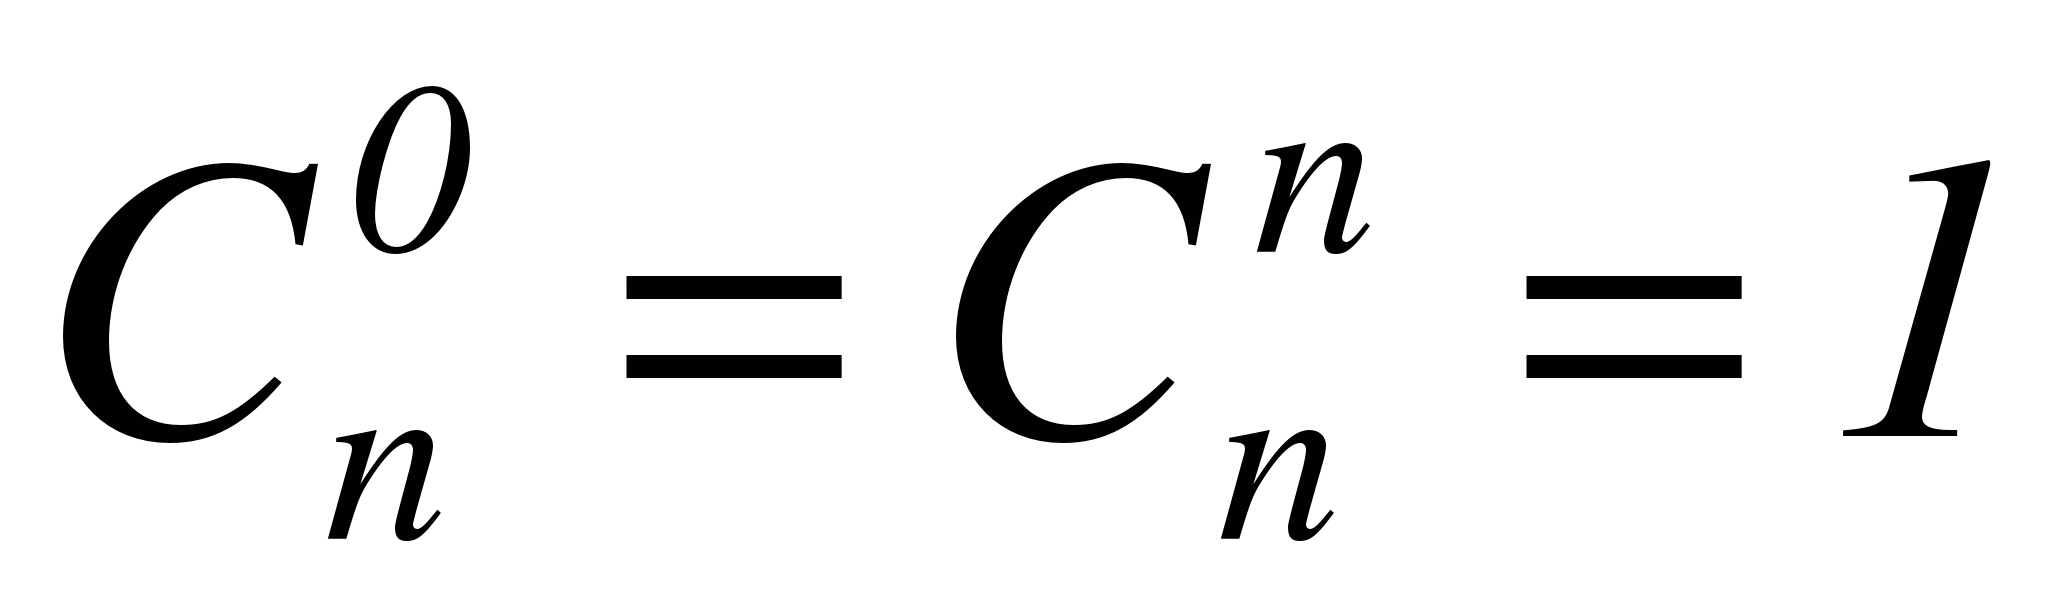 C_n^0 = C_n^n = 1